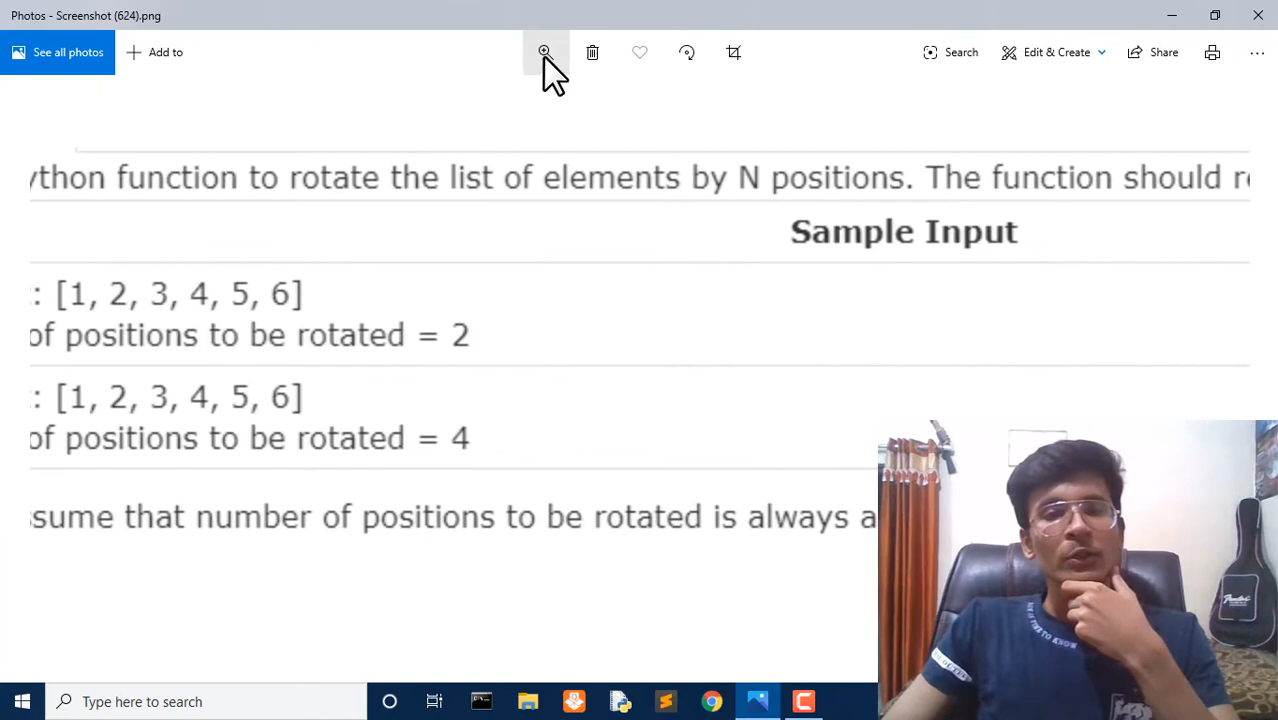 Photos - Screenshot (624).png
See all photos
Add to
Search
Edit & Create
Share
ython function to rotate the list of elements by N positions. The function should r
Sample Input
: [1, 2, 3, 4, 5, 6]
of positions to be rotated = 2
: [1, 2, 3, 4, 5, 6]
of positions to be rotated = 4
sume that number of positions to be rotated is always a
Fender
Type here to search